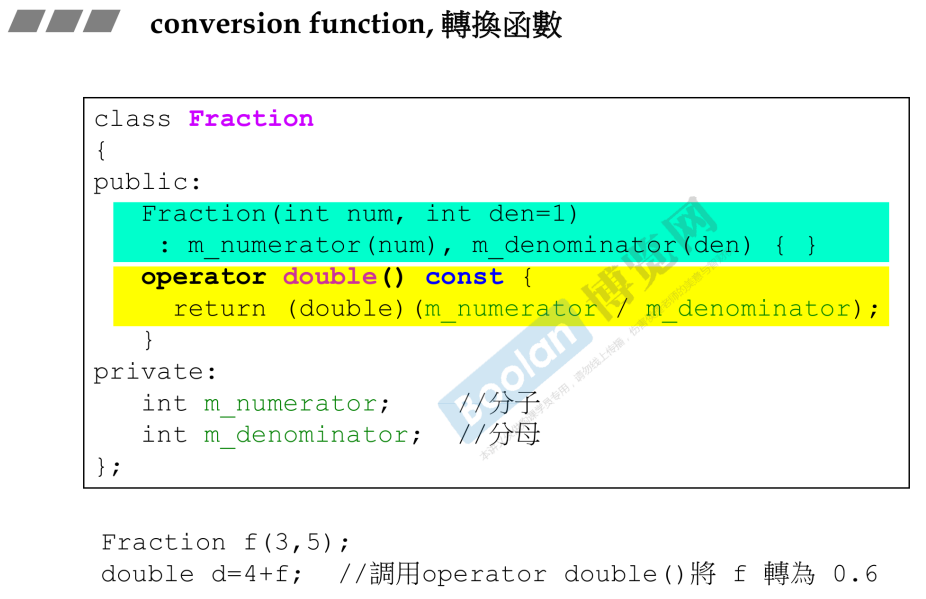 conversion function, 轉換函數
class Fraction
{
public:
Fraction(int num, int den=1)
: m_numerator(num), m_denominator(den) { }
operator double() const {
return (double)(m_numerator / m_denominator);
}
private:
int m_numerator; //分子
int m_denominator; //分母
};
Boolan 博览网
Fraction f(3,5);
double d=4+f; //調用operator double()將 f 轉為 0.6